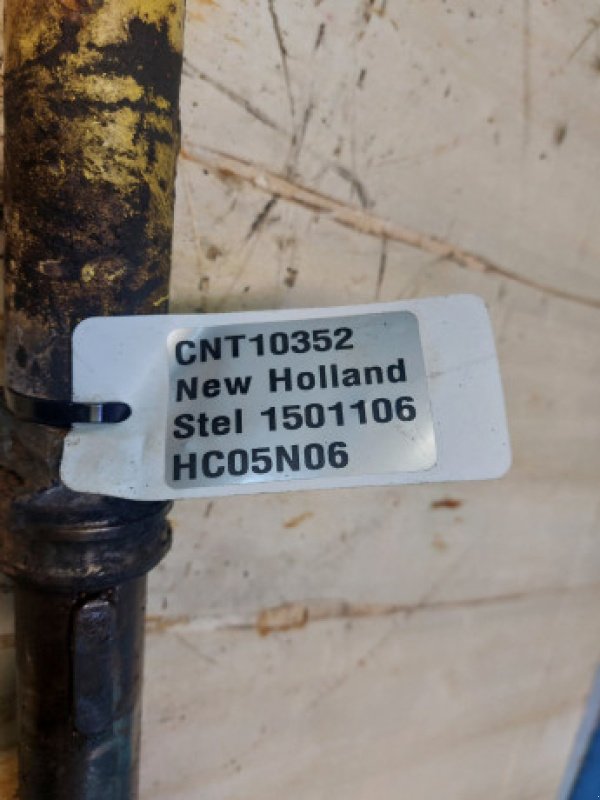 CNT10352
New Holland
Stel 1501106
HC05N06